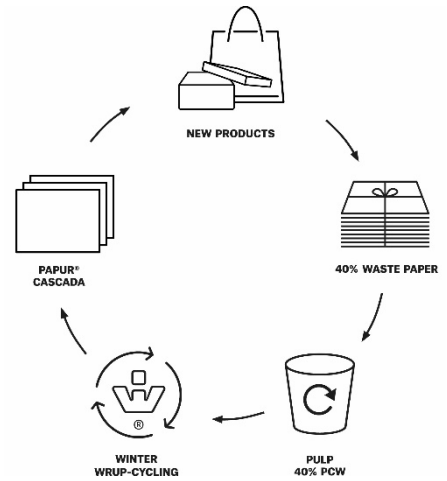 NEW PRODUCTS
40% WASTE PAPER
PULP
40% PCW
WINTER
WRUP-CYCLING
®
PAPUR®
CASCADA